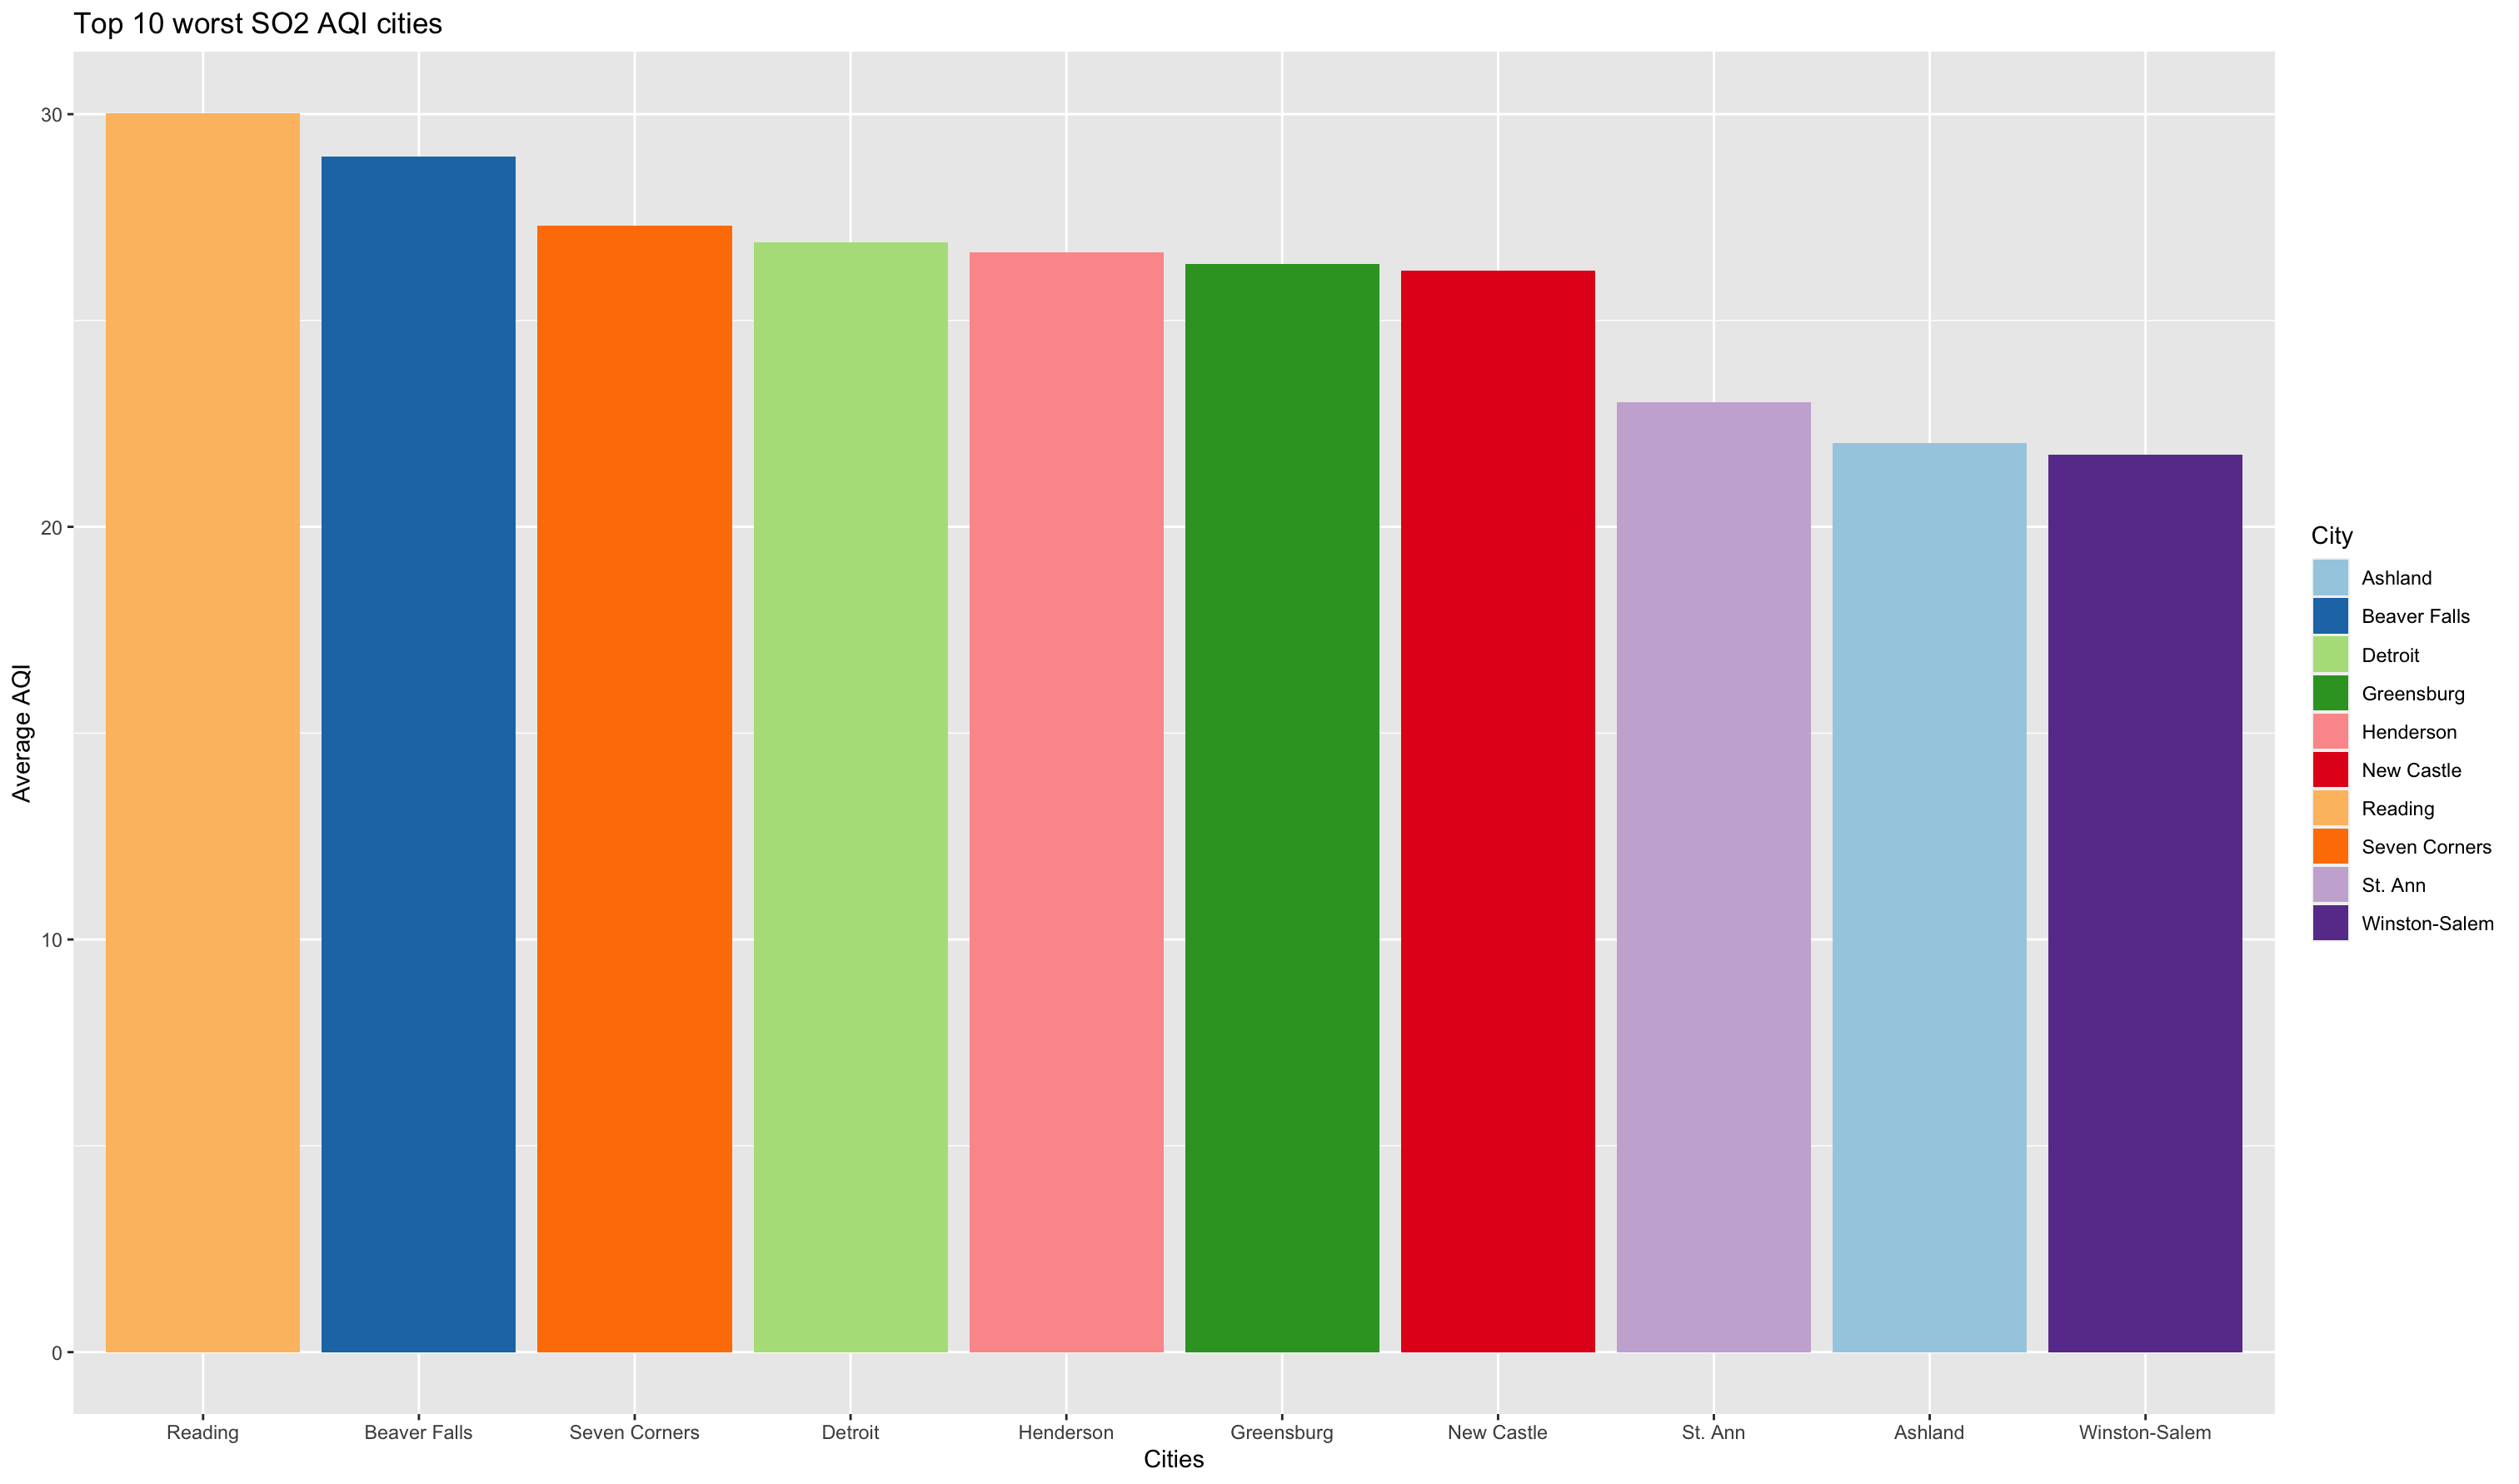 Top 10 worst SO2 AQI cities
30
20
10
0
Average AQI
Reading
Beaver Falls
Seven Corners
Detroit
Henderson
Greensburg
New Castle
St. Ann
Ashland
Winston-Salem
Cities
City
Ashland
Beaver Falls
Detroit
Greensburg
Henderson
New Castle
Reading
Seven Corners
St. Ann
Winston-Salem